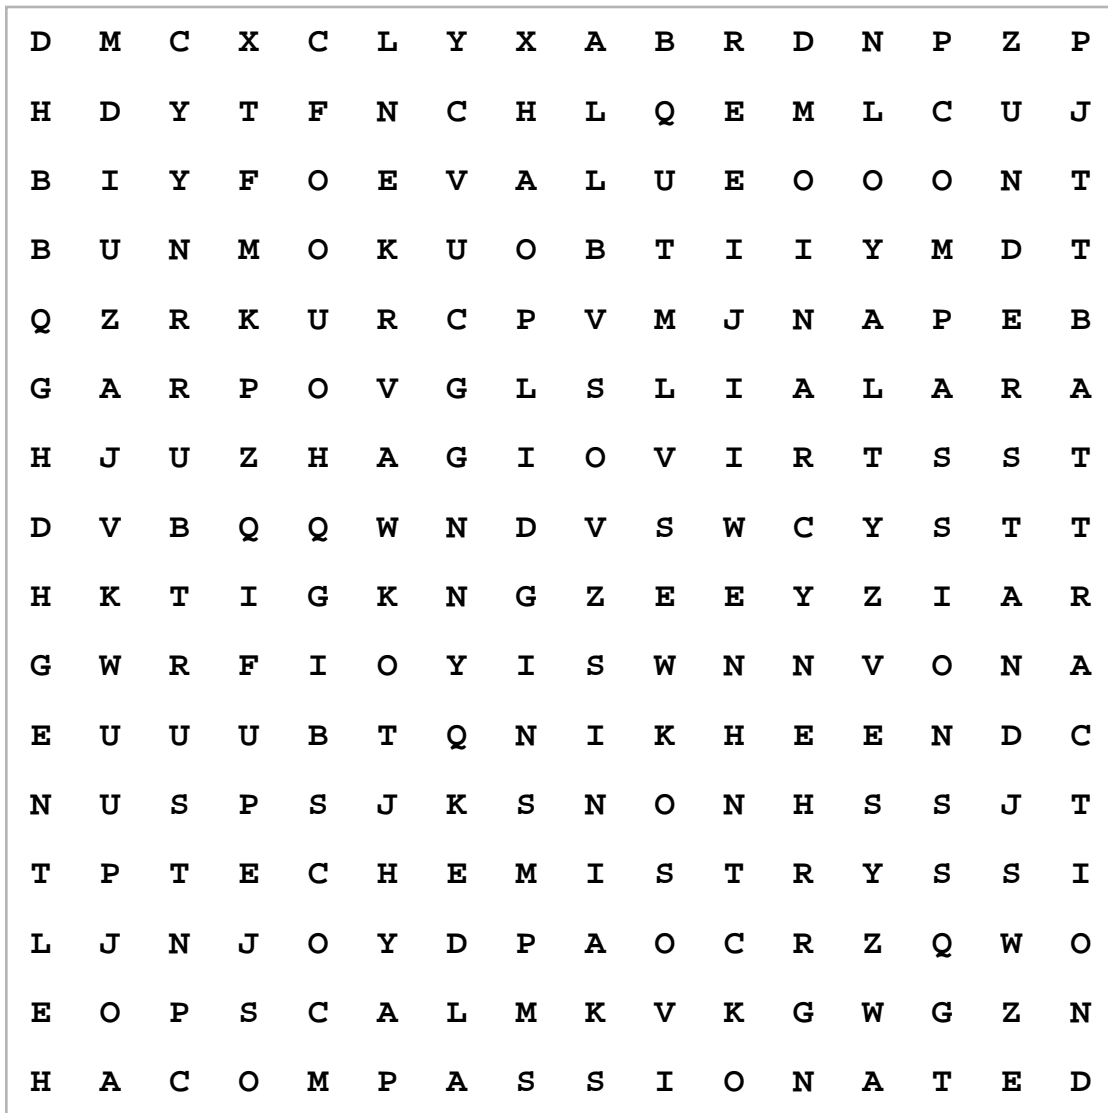 D M C X C L Y X A B R D N P Z P
H D Y T F N C H L Q E M L C U J
B I Y F O E V A L U E O O O N T
B U N M O K U O B T I I Y M D T
Q Z R K U R C P V M J N A P E B
G A R P O V G L S L I A L A R A
H J U Z H A G I O V I R T S S T
D V B Q Q W N D V S W C Y S T T
H K T I G K N G Z E E Y Z I A R
G W R F I O Y I S W N N V O N A
E U U U B T Q N I K H E E N D C
N U S P S J K S N O N H S S J T
T P T E C H E M I S T R Y S S I
L J N J O Y D P A O C R Z Q W O
E O P S C A L M K V K G W G Z N
H A C O M P A S S I O N A T E D